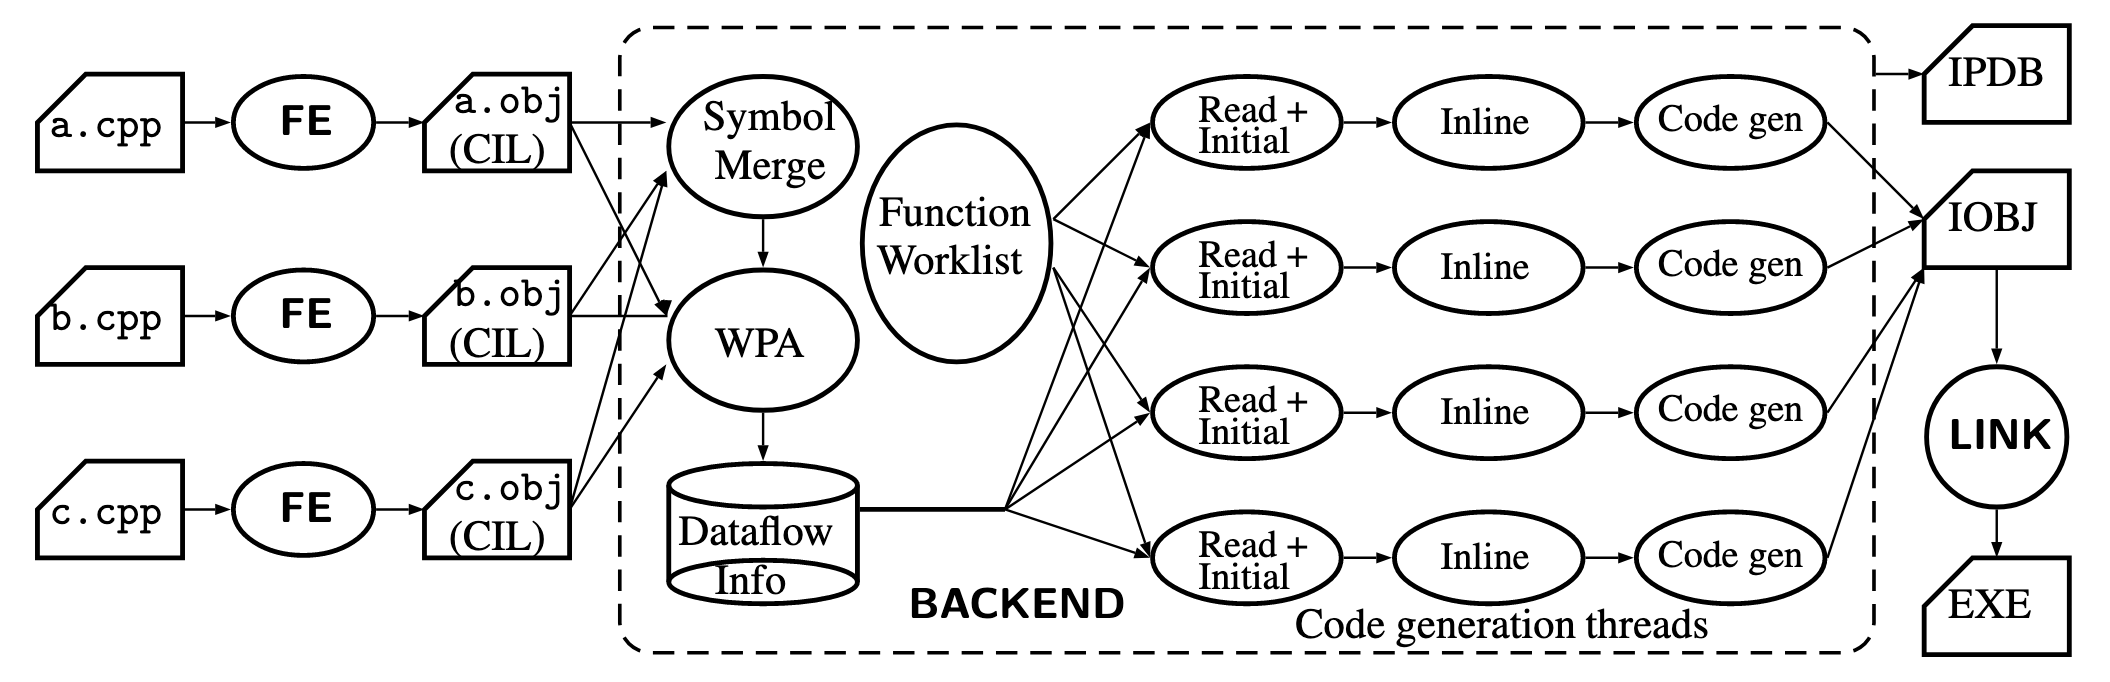 a.cpp
FE
a.obj
(CIL)
b.cpp
FE
b.obj
(CIL)
c.cpp
FE
c.obj
(CIL)
Symbol
Merge
WPA
Dataflow
Info
Function
Worklist
BACKEND
Read +
Initial
Inline
Code gen
Read +
Initial
Inline
Code gen
Read +
Initial
Inline
Code gen
Read +
Initial
Inline
Code gen
Code generation threads
IPDB
IOBJ
LINK
EXE